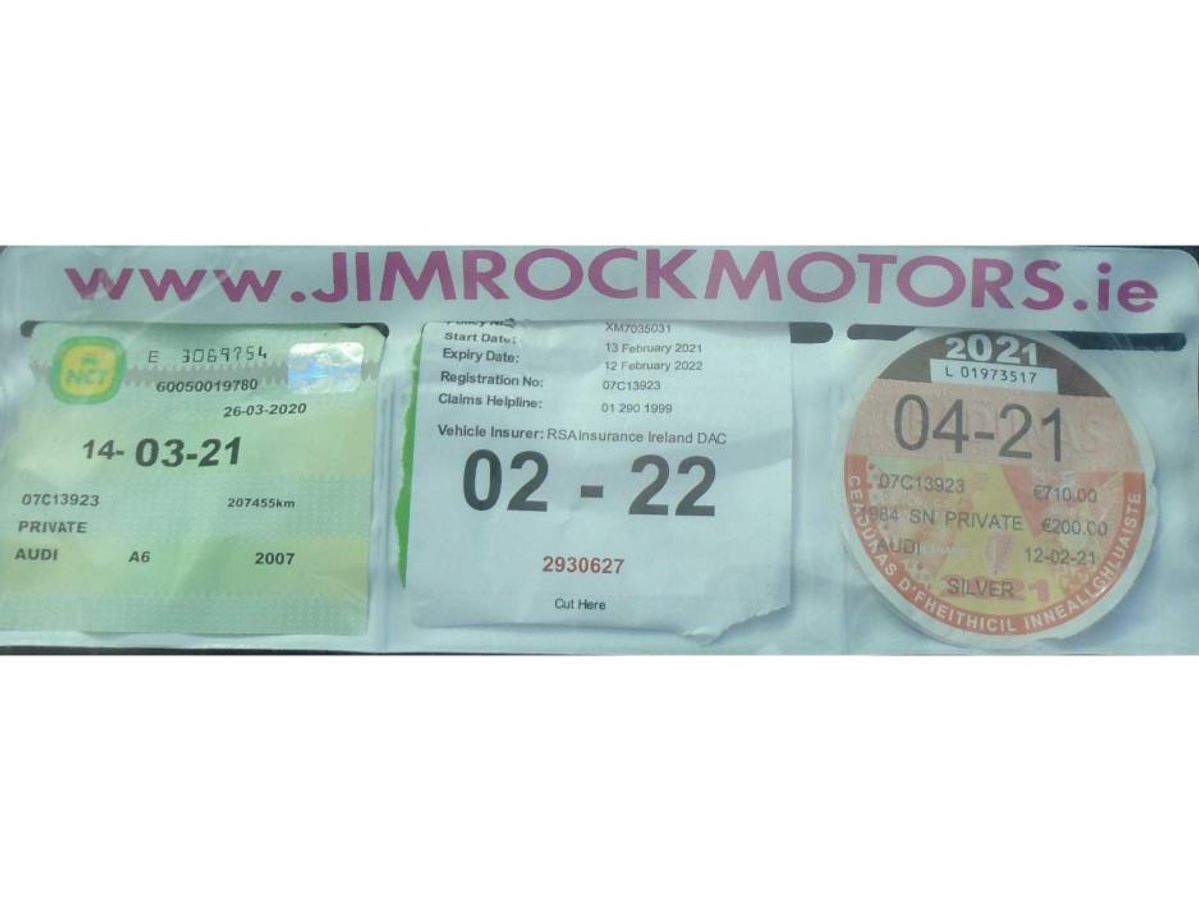 www.JIMROCKMOTORS.ie
NCT
E 3069754
60050019780
26-03-2020
14- 03-21
07C13923 207455km
PRIVATE
AUDI A6 2007
XM7035031
Start Date: 13 February 2021
Expiry Date: 12 February 2022
Registration No: 07C13923
Claims Helpline: 01 290 1999
Vehicle Insurer: RSA Insurance Ireland DAC
02 - 22
2930627
Cut Here
2021
L 01973517
04-21
07C13923 €710.00
1984 SN PRIVATE €200.00
AUDI 12-02-21
SILVER